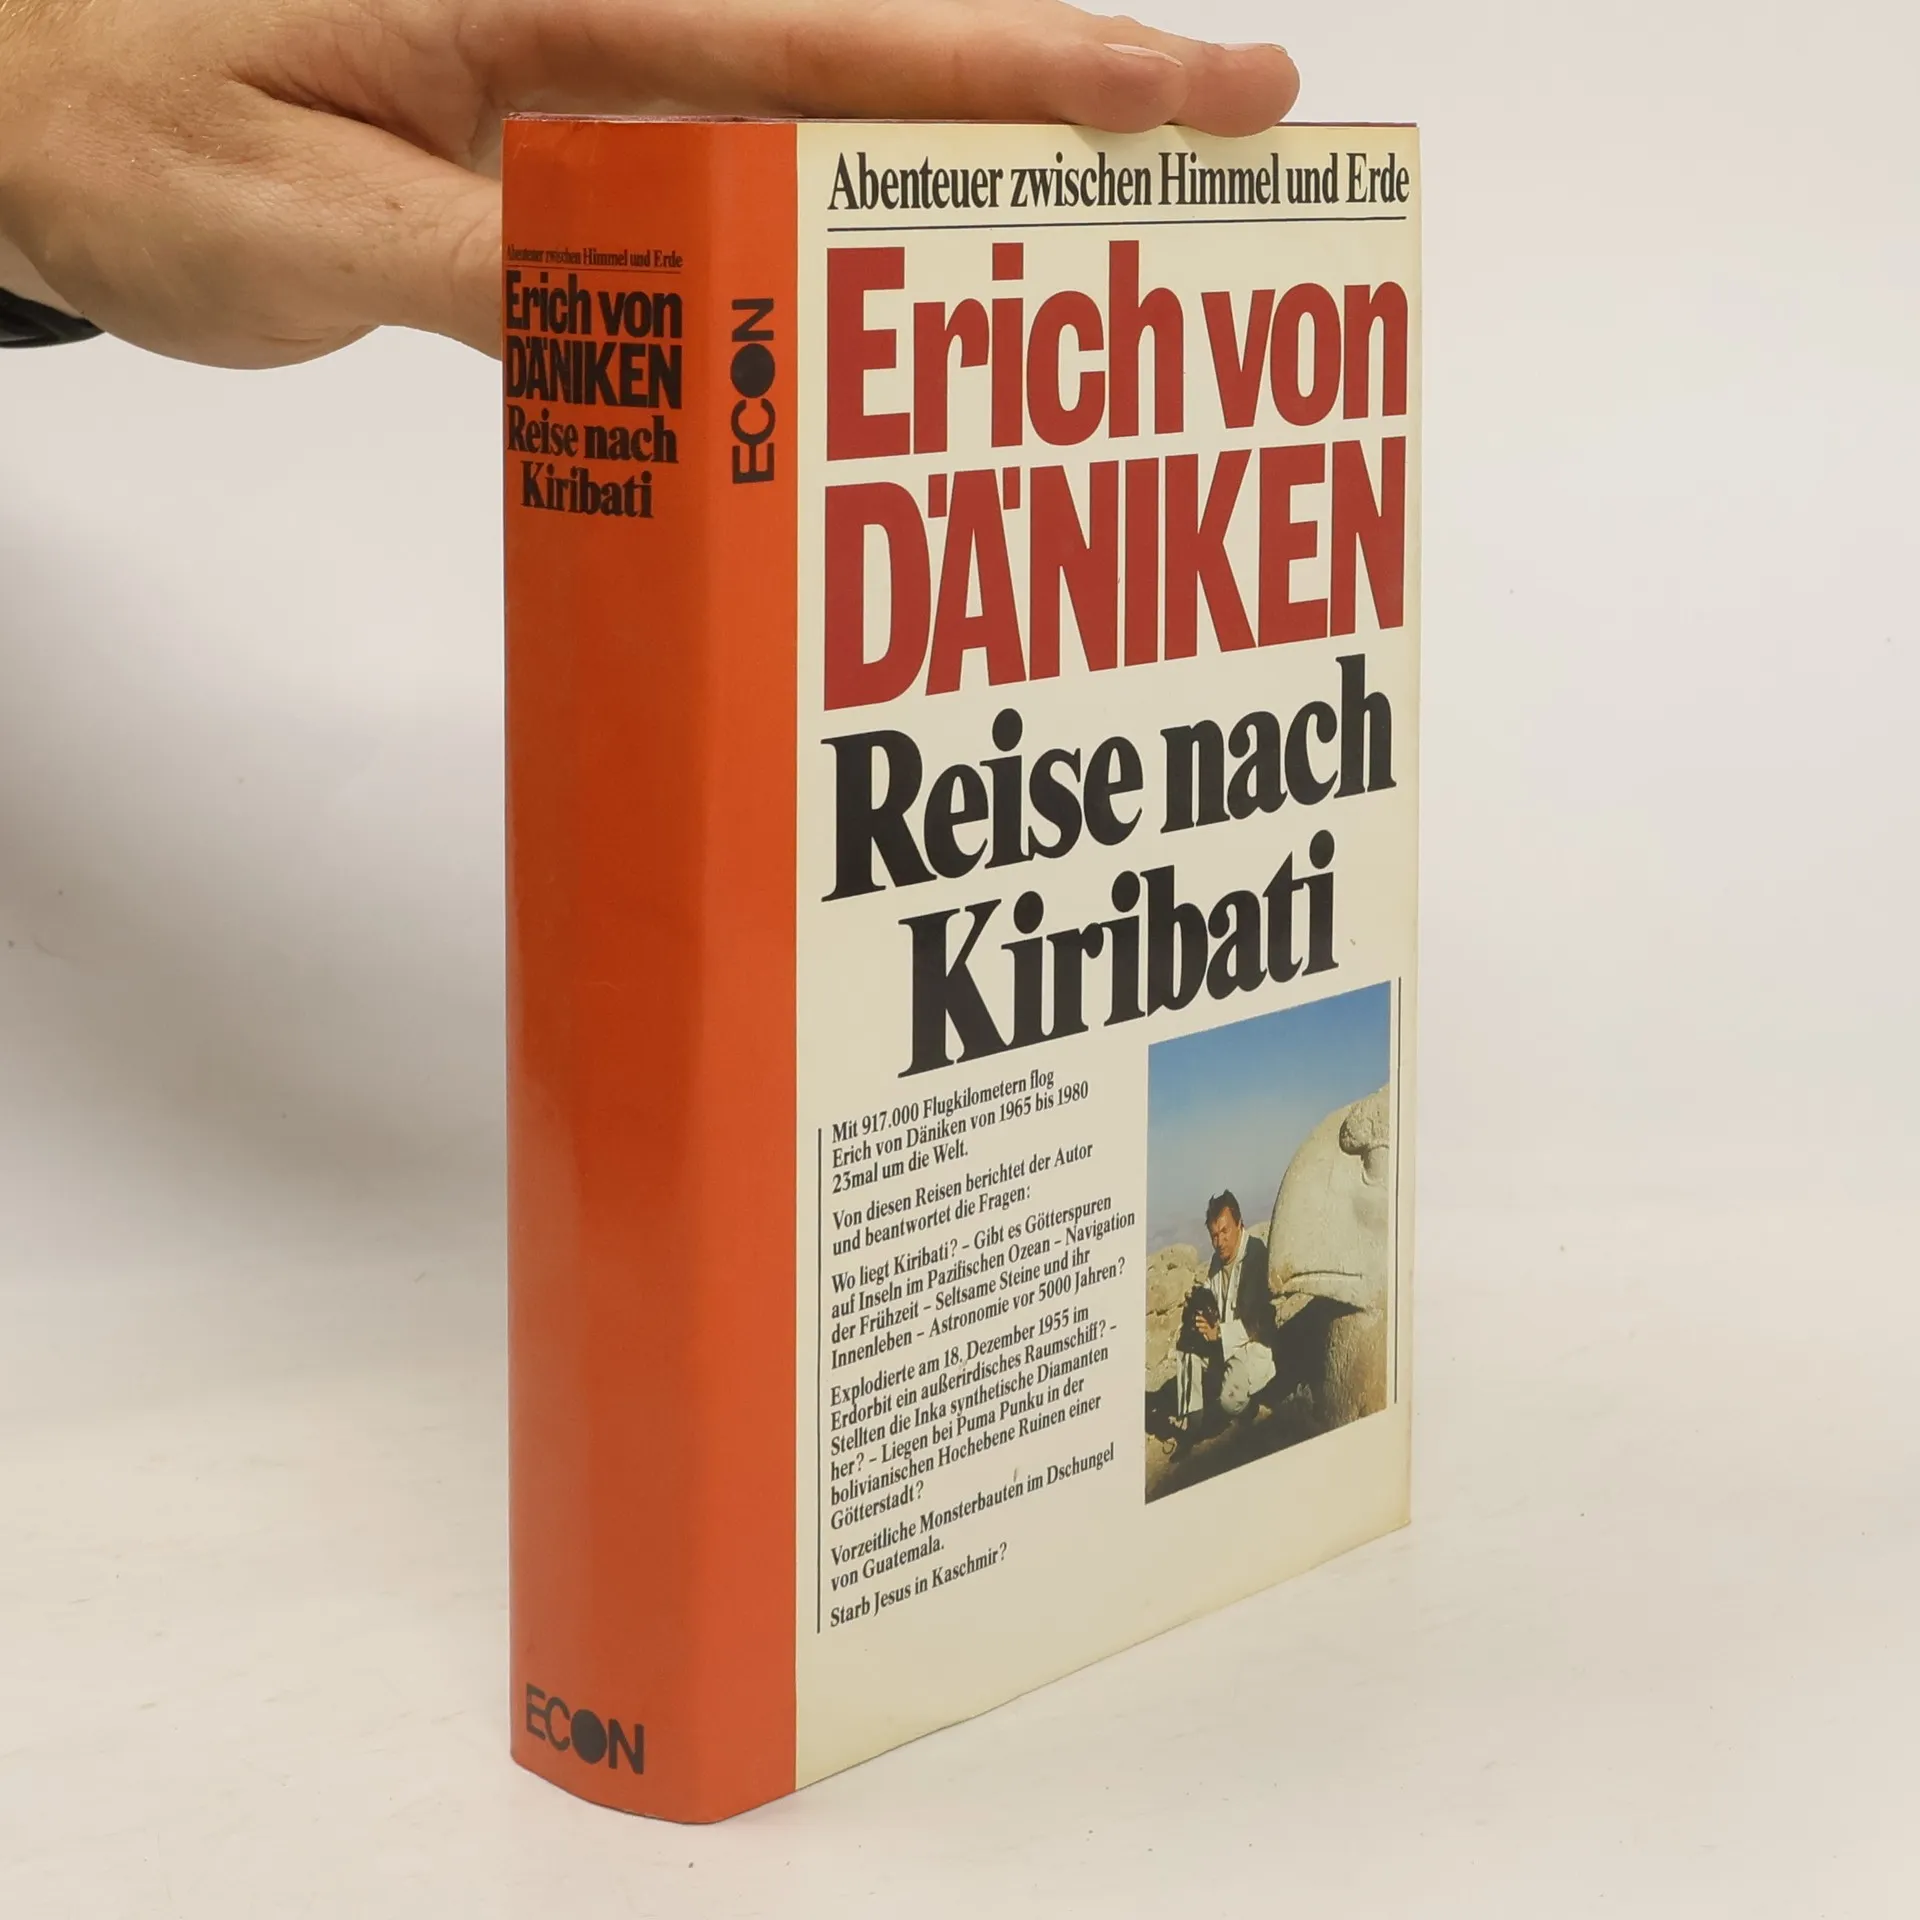 Abenteuer zwischen Himmel und Erde
Erich von
DÄNIKEN
Reise nach
Kiribati
ECON
ECON
Abenteuer zwischen Himmel und Erde
Erich von
DÄNIKEN
Reise nach
Kiribati
Mit 917.000 Flugkilometern flog
Erich von Däniken von 1965 bis 1980
23mal um die Welt.
Von diesen Reisen berichtet der Autor
und beantwortet die Fragen:
Wo liegt Kiribati? – Gibt es Götterspuren
auf Inseln im Pazifischen Ozean – Navigation
der Frühzeit – Seltsame Steine und ihr
Innenleben – Astronomie vor 5000 Jahren?
Explodierte am 18. Dezember 1955 im
Erdorbit ein außerirdisches Raumschiff? –
Stellten die Inka synthetische Diamanten
her? – Liegen bei Puma Punku in der
bolivianischen Hochebene Ruinen einer
Götterstadt?
Vorzeitliche Monsterbauten im Dschungel
von Guatemala.
Starb Jesus in Kaschmir?